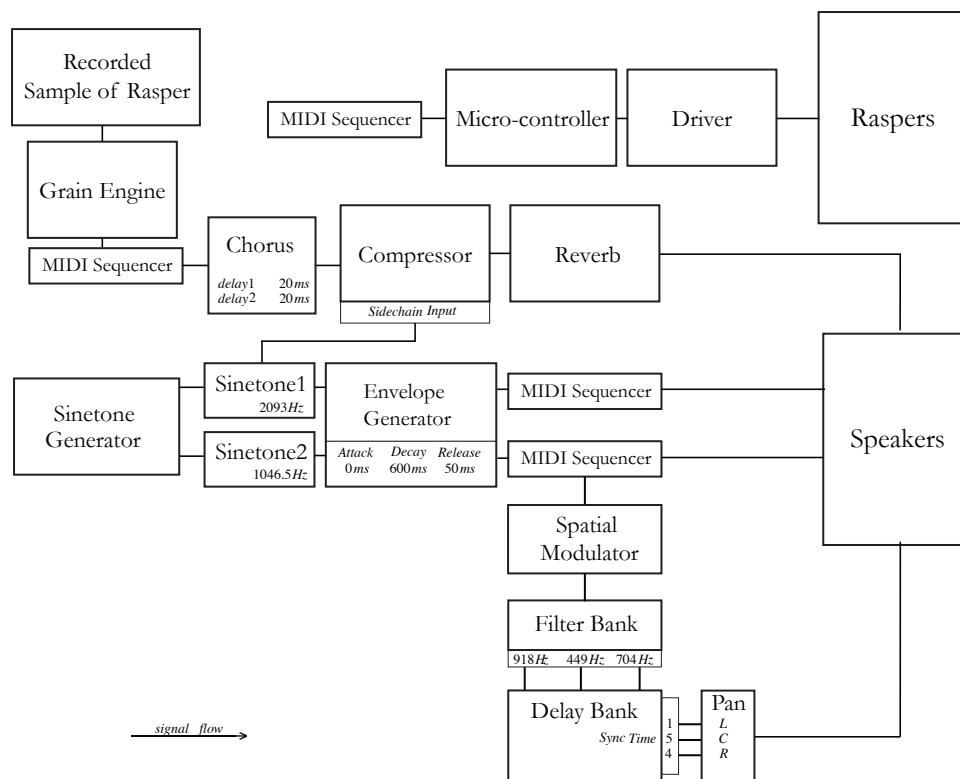 Recorded
Sample of Rasper
MIDI Sequencer
Micro-controller
Driver
Raspers
Grain Engine
MIDI Sequencer
Chorus
delay1 20ms
delay2 20ms
Compressor
Sidechain Input
Reverb
Sinetone
Generator
Sinetone1
2093Hz
Sinetone2
1046.5Hz
Envelope
Generator
Attack Decay Release
0ms 600ms 50ms
MIDI Sequencer
MIDI Sequencer
Speakers
Spatial
Modulator
Filter Bank
918Hz 449Hz 704Hz
Delay Bank
Sync Time
1
5
4
Pan
L
C
R
signal flow